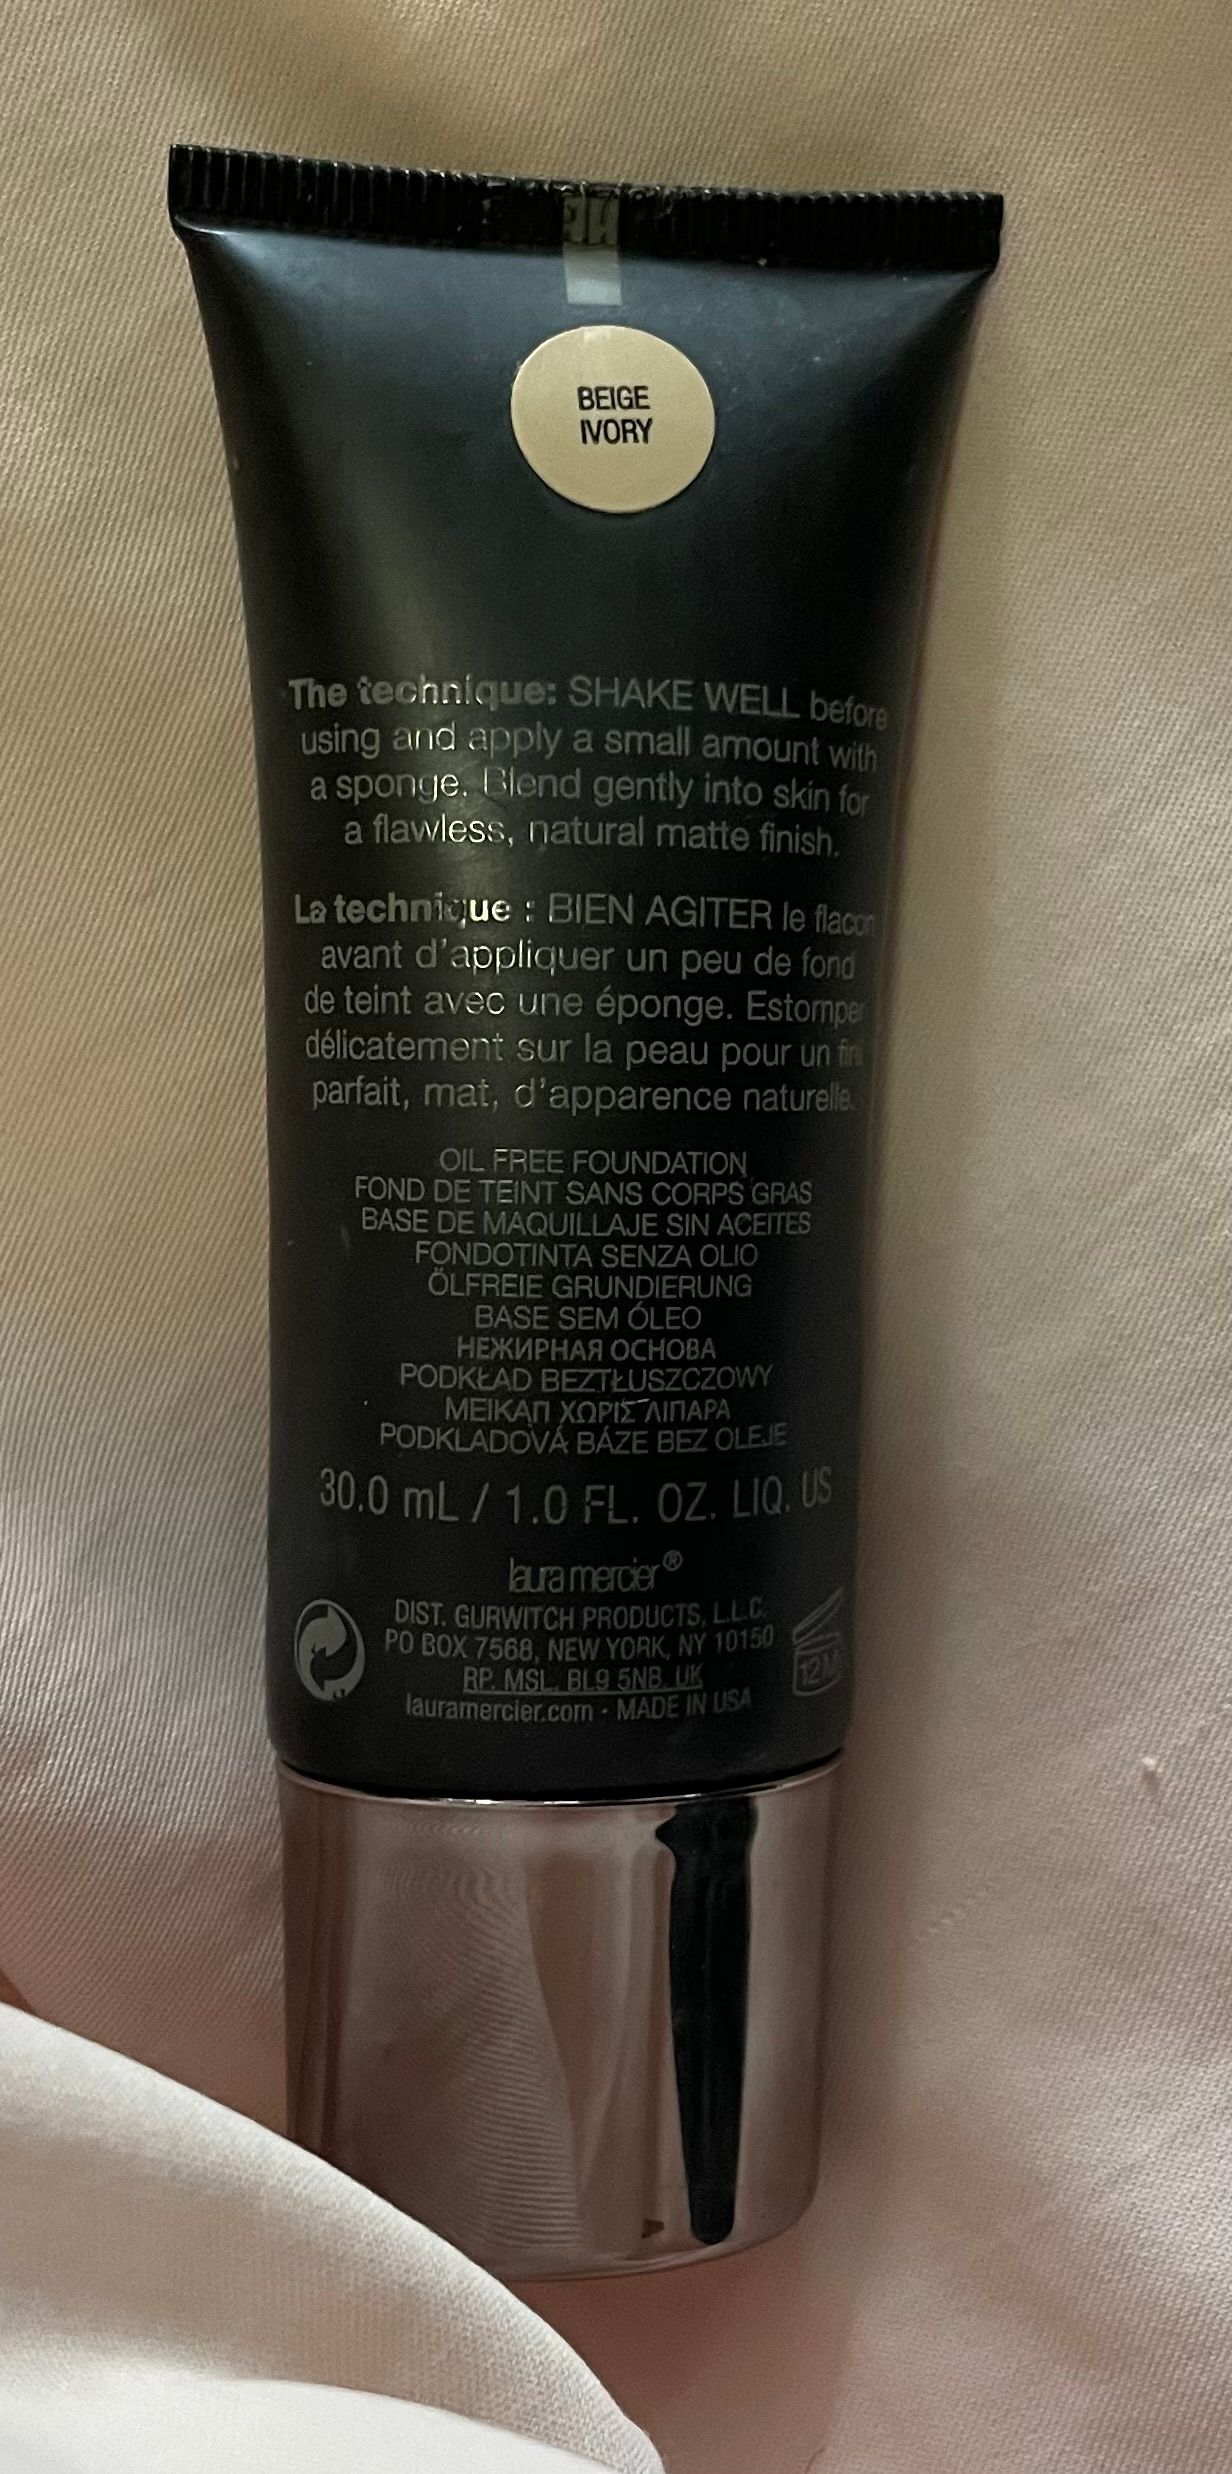 BEIGE
IVORY
The technique: SHAKE WELL before
using and apply a small amount with
a sponge. Blend gently into skin for
a flawless, natural matte finish.
La technique : BIEN AGITER le flacon
avant d'appliquer un peu de fond
de teint avec une éponge. Estomper
délicatement sur la peau pour un fini
parfait, mat, d'apparence naturelle.
OIL FREE FOUNDATION
FOND DE TEINT SANS CORPS GRAS
BASE DE MAQUILLAJE SIN ACEITES
FONDOTINTA SENZA OLIO
ÖLFREIE GRUNDIERUNG
BASE SEM ÓLEO
НЕЖИРНАЯ ОСНОВА
PODKŁAD BEZTŁUSZCZOWY
ΜΕΙΚΑΠ ΧΩΡΙΣ ΛΙΠΑΡΑ
PODKLADOVÁ BÁZE BEZ OLEJE
30.0 mL / 1.0 FL. OZ. LIQ. US
laura mercier®
DIST. GURWITCH PRODUCTS, L.L.C.
PO BOX 7568, NEW YORK, NY 10150
RP. MSL. BL9 5NB. UK
12M
lauramercier.com • MADE IN USA